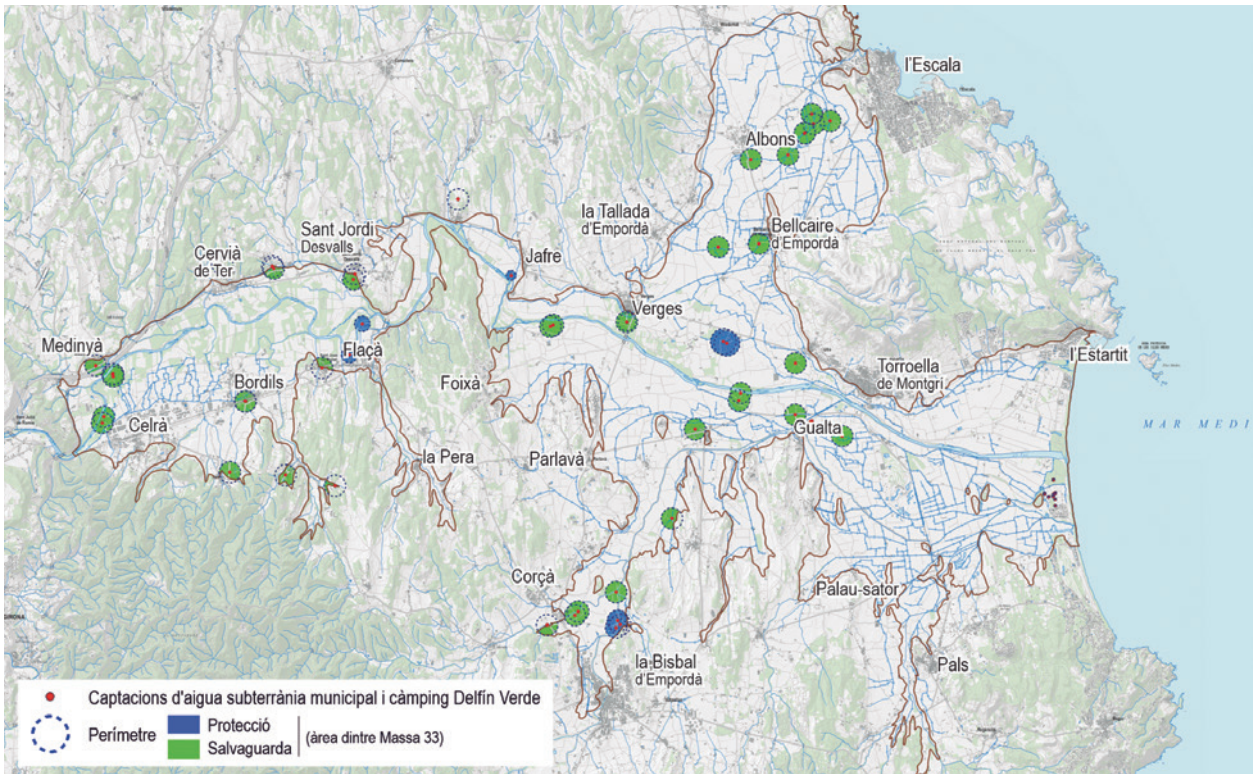 l'Escala
Albons
la Tallada
d'Empordà
Bellcaire
d'Empordà
Sant Jordi
Desvalls
Cervià
de Ter
Jafre
Verges
Medinyà
Flaçà
l'Estartit
Foixà
Torroella
de Montgrí
Bordils
MAR MEDI
Celrà
Gualta
la Pera
Parlavà
Corçà
Palau-sator
la Bisbal
d'Empordà
Pals
Captacions d'aigua subterrània municipal i càmping Delfín Verde
Perímetre
Protecció
Salvaguarda
(àrea dintre Massa 33)